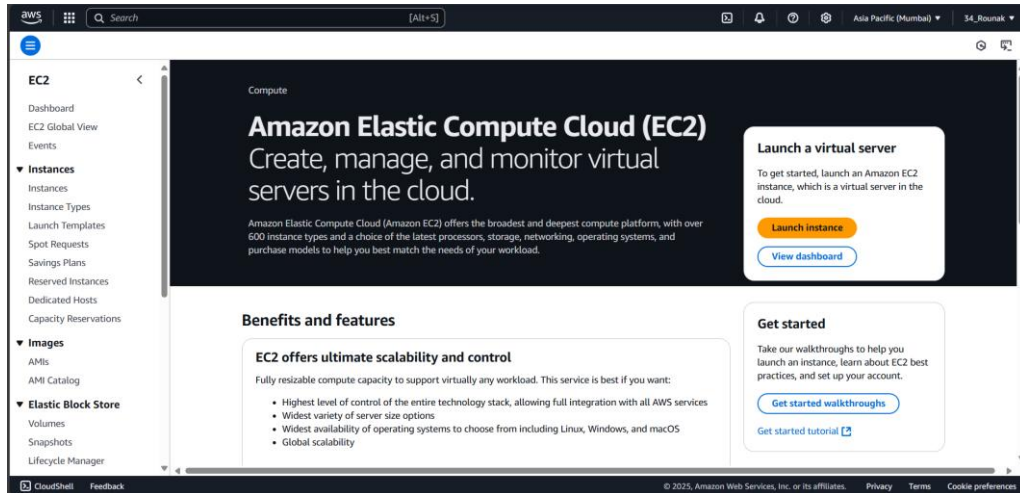 aws
Search
[Alt+S]
Asia Pacific (Mumbai) ▼
34_Rounak ▼
EC2
Dashboard
EC2 Global View
Events
▼ Instances
Instances
Instance Types
Launch Templates
Spot Requests
Savings Plans
Reserved Instances
Dedicated Hosts
Capacity Reservations
▼ Images
AMIs
AMI Catalog
▼ Elastic Block Store
Volumes
Snapshots
Lifecycle Manager
Compute
Amazon Elastic Compute Cloud (EC2)
Create, manage, and monitor virtual
servers in the cloud.
Amazon Elastic Compute Cloud (Amazon EC2) offers the broadest and deepest compute platform, with over
600 instance types and a choice of the latest processors, storage, networking, operating systems, and
purchase models to help you best match the needs of your workload.
Launch a virtual server
To get started, launch an Amazon EC2
instance, which is a virtual server in the
cloud.
Launch instance
View dashboard
Benefits and features
EC2 offers ultimate scalability and control
Fully resizable compute capacity to support virtually any workload. This service is best if you want:
• Highest level of control of the entire technology stack, allowing full integration with all AWS services
• Widest variety of server size options
• Widest availability of operating systems to choose from including Linux, Windows, and macOS
• Global scalability
Get started
Take our walkthroughs to help you
launch an instance, learn about EC2 best
practices, and set up your account.
Get started walkthroughs
Get started tutorial
CloudShell
Feedback
© 2025, Amazon Web Services, Inc. or its affiliates.
Privacy
Terms
Cookie preferences